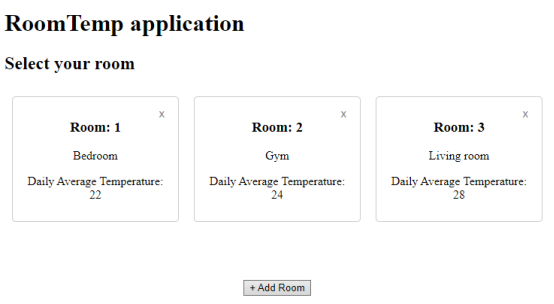 RoomTemp application
Select your room
x
Room: 1
Bedroom
Daily Average Temperature:
22
x
Room: 2
Gym
Daily Average Temperature:
24
x
Room: 3
Living room
Daily Average Temperature:
28
+ Add Room